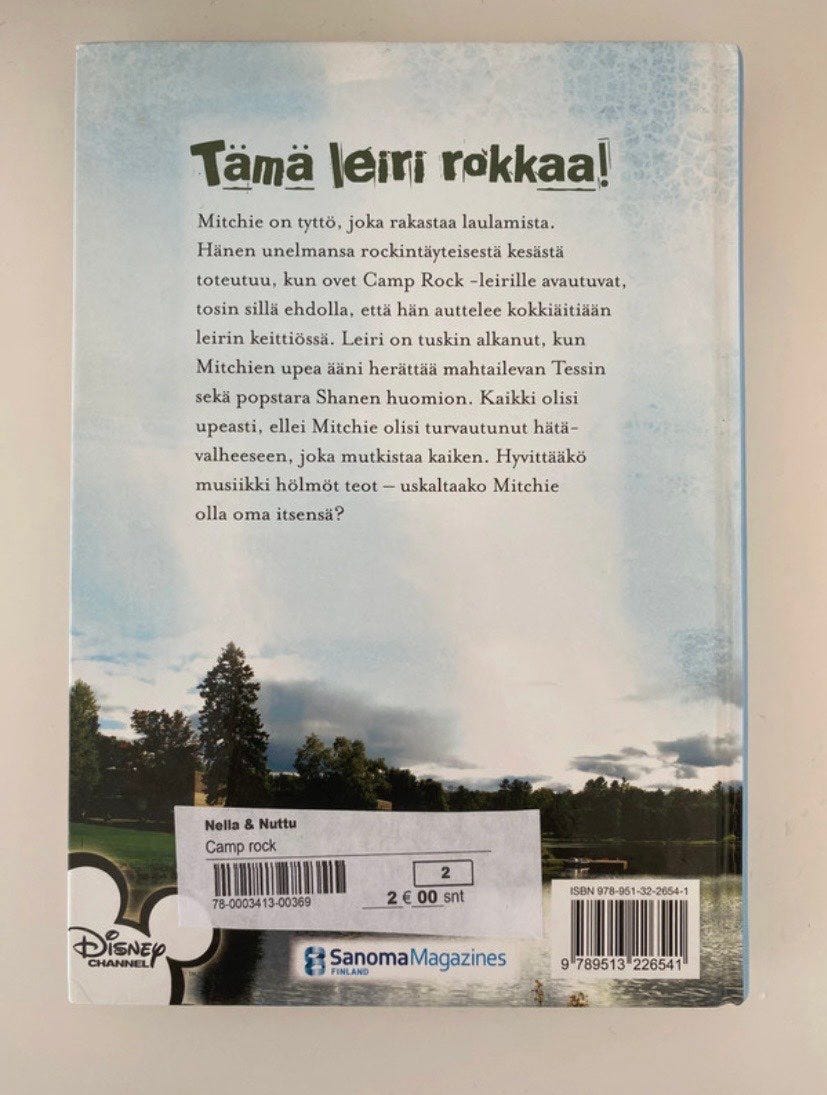 Tämä leiri rokkaa!
Mitchie on tyttö, joka rakastaa laulamista.
Hänen unelmansa rockintäyteisestä kesästä
toteutuu, kun ovet Camp Rock -leirille avautuvat,
tosin sillä ehdolla, että hän auttelee kokkiäitiään
leirin keittiössä. Leiri on tuskin alkanut, kun
Mitchien upea ääni herättää mahtailevan Tessin
sekä popstara Shanen huomion. Kaikki olisi
upeasti, ellei Mitchie olisi turvautunut hätä-
valheeseen, joka mutkistaa kaiken. Hyvittääkö
musiikki hölmöt teot – uskaltaako Mitchie
olla oma itsensä?
Nella & Nuttu
Camp rock
2
78-0003413-00369
2 € 00 snt
DISNEY
CHANNEL
SanomaMagazines
FINLAND
ISBN 978-951-32-2654-1
9 789513 226541